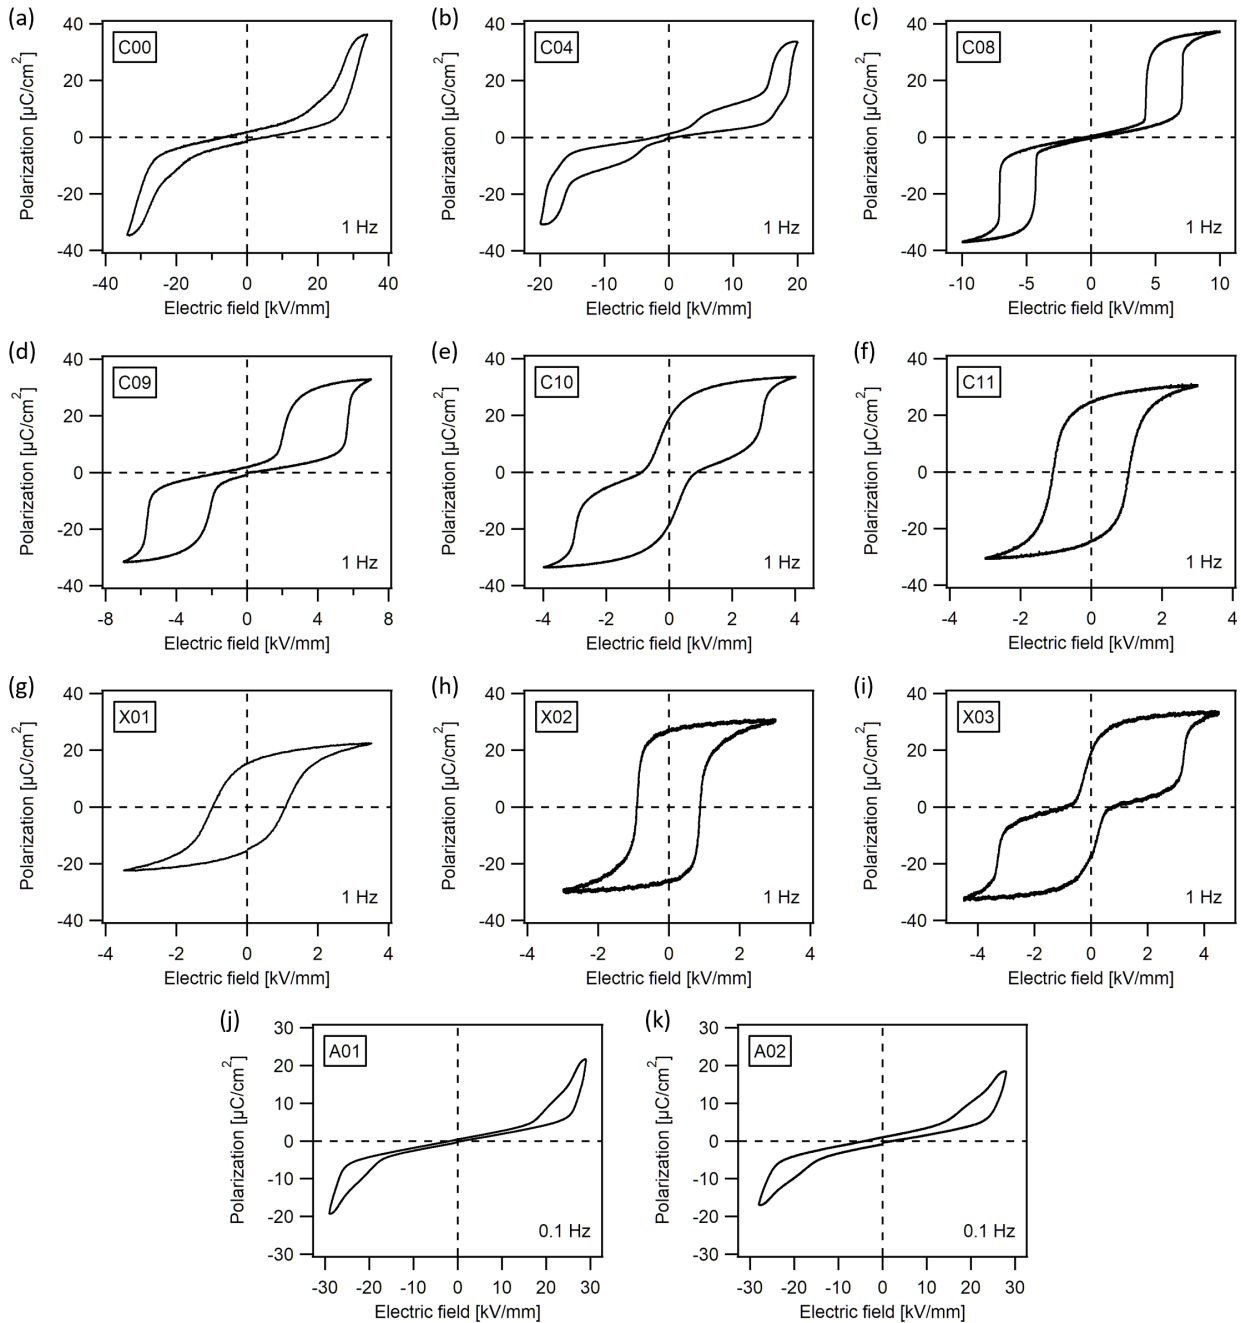 (a)
C00
Polarization [µC/cm²]
40
20
0
-20
-40
-40
-20
0
20
40
Electric field [kV/mm]
1 Hz
(b)
C04
Polarization [µC/cm²]
40
20
0
-20
-40
-20
-10
0
10
20
Electric field [kV/mm]
1 Hz
(c)
C08
Polarization [µC/cm²]
40
20
0
-20
-40
-10
-5
0
5
10
Electric field [kV/mm]
1 Hz
(d)
C09
Polarization [µC/cm²]
40
20
0
-20
-40
-8
-4
0
4
8
Electric field [kV/mm]
1 Hz
(e)
C10
Polarization [µC/cm²]
40
20
0
-20
-40
-4
-2
0
2
4
Electric field [kV/mm]
1 Hz
(f)
C11
Polarization [µC/cm²]
40
20
0
-20
-40
-4
-2
0
2
4
Electric field [kV/mm]
1 Hz
(g)
X01
Polarization [µC/cm²]
40
20
0
-20
-40
-4
-2
0
2
4
Electric field [kV/mm]
1 Hz
(h)
X02
Polarization [µC/cm²]
40
20
0
-20
-40
-4
-2
0
2
4
Electric field [kV/mm]
1 Hz
(i)
X03
Polarization [µC/cm²]
40
20
0
-20
-40
-4
-2
0
2
4
Electric field [kV/mm]
1 Hz
(j)
A01
Polarization [µC/cm²]
30
20
10
0
-10
-20
-30
-30
-20
-10
0
10
20
30
Electric field [kV/mm]
0.1 Hz
(k)
A02
Polarization [µC/cm²]
30
20
10
0
-10
-20
-30
-30
-20
-10
0
10
20
30
Electric field [kV/mm]
0.1 Hz